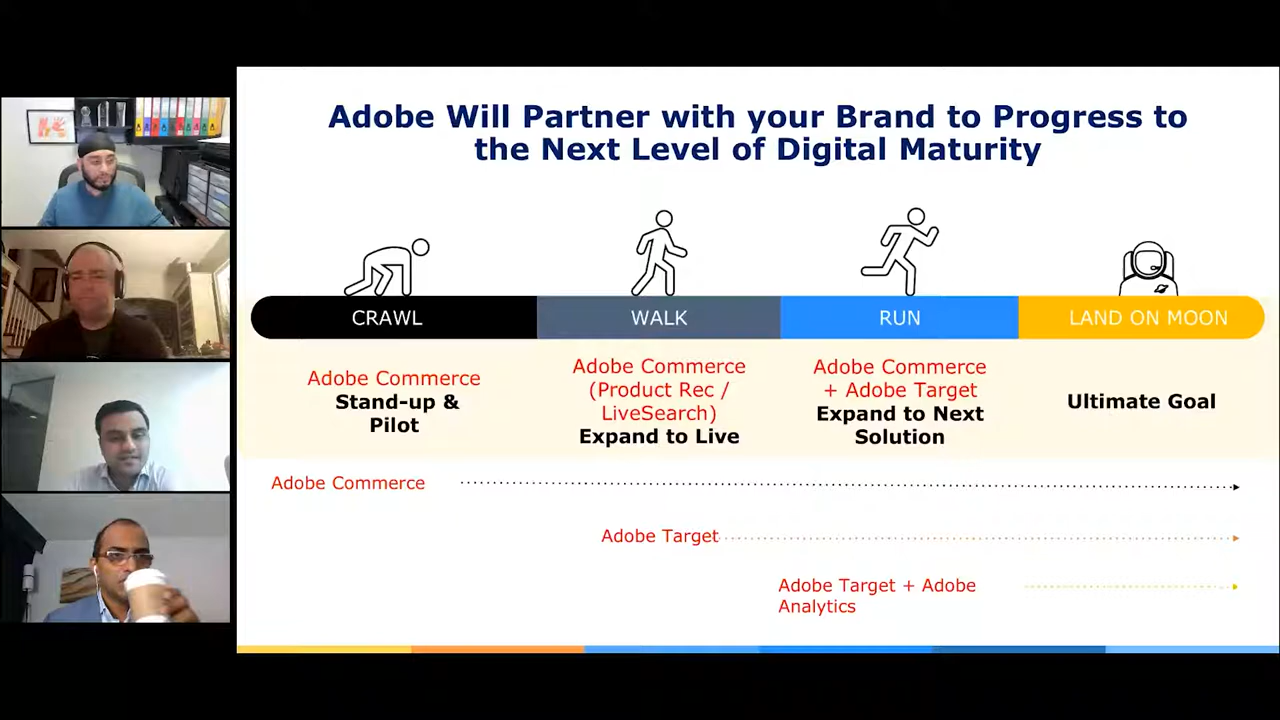 Adobe Will Partner with your Brand to Progress to
the Next Level of Digital Maturity
CRAWL
WALK
RUN
LAND ON MOON
Adobe Commerce
Stand-up &
Pilot
Adobe Commerce
(Product Rec /
LiveSearch)
Expand to Live
Adobe Commerce
+ Adobe Target
Expand to Next
Solution
Ultimate Goal
Adobe Commerce
Adobe Target
Adobe Target + Adobe
Analytics